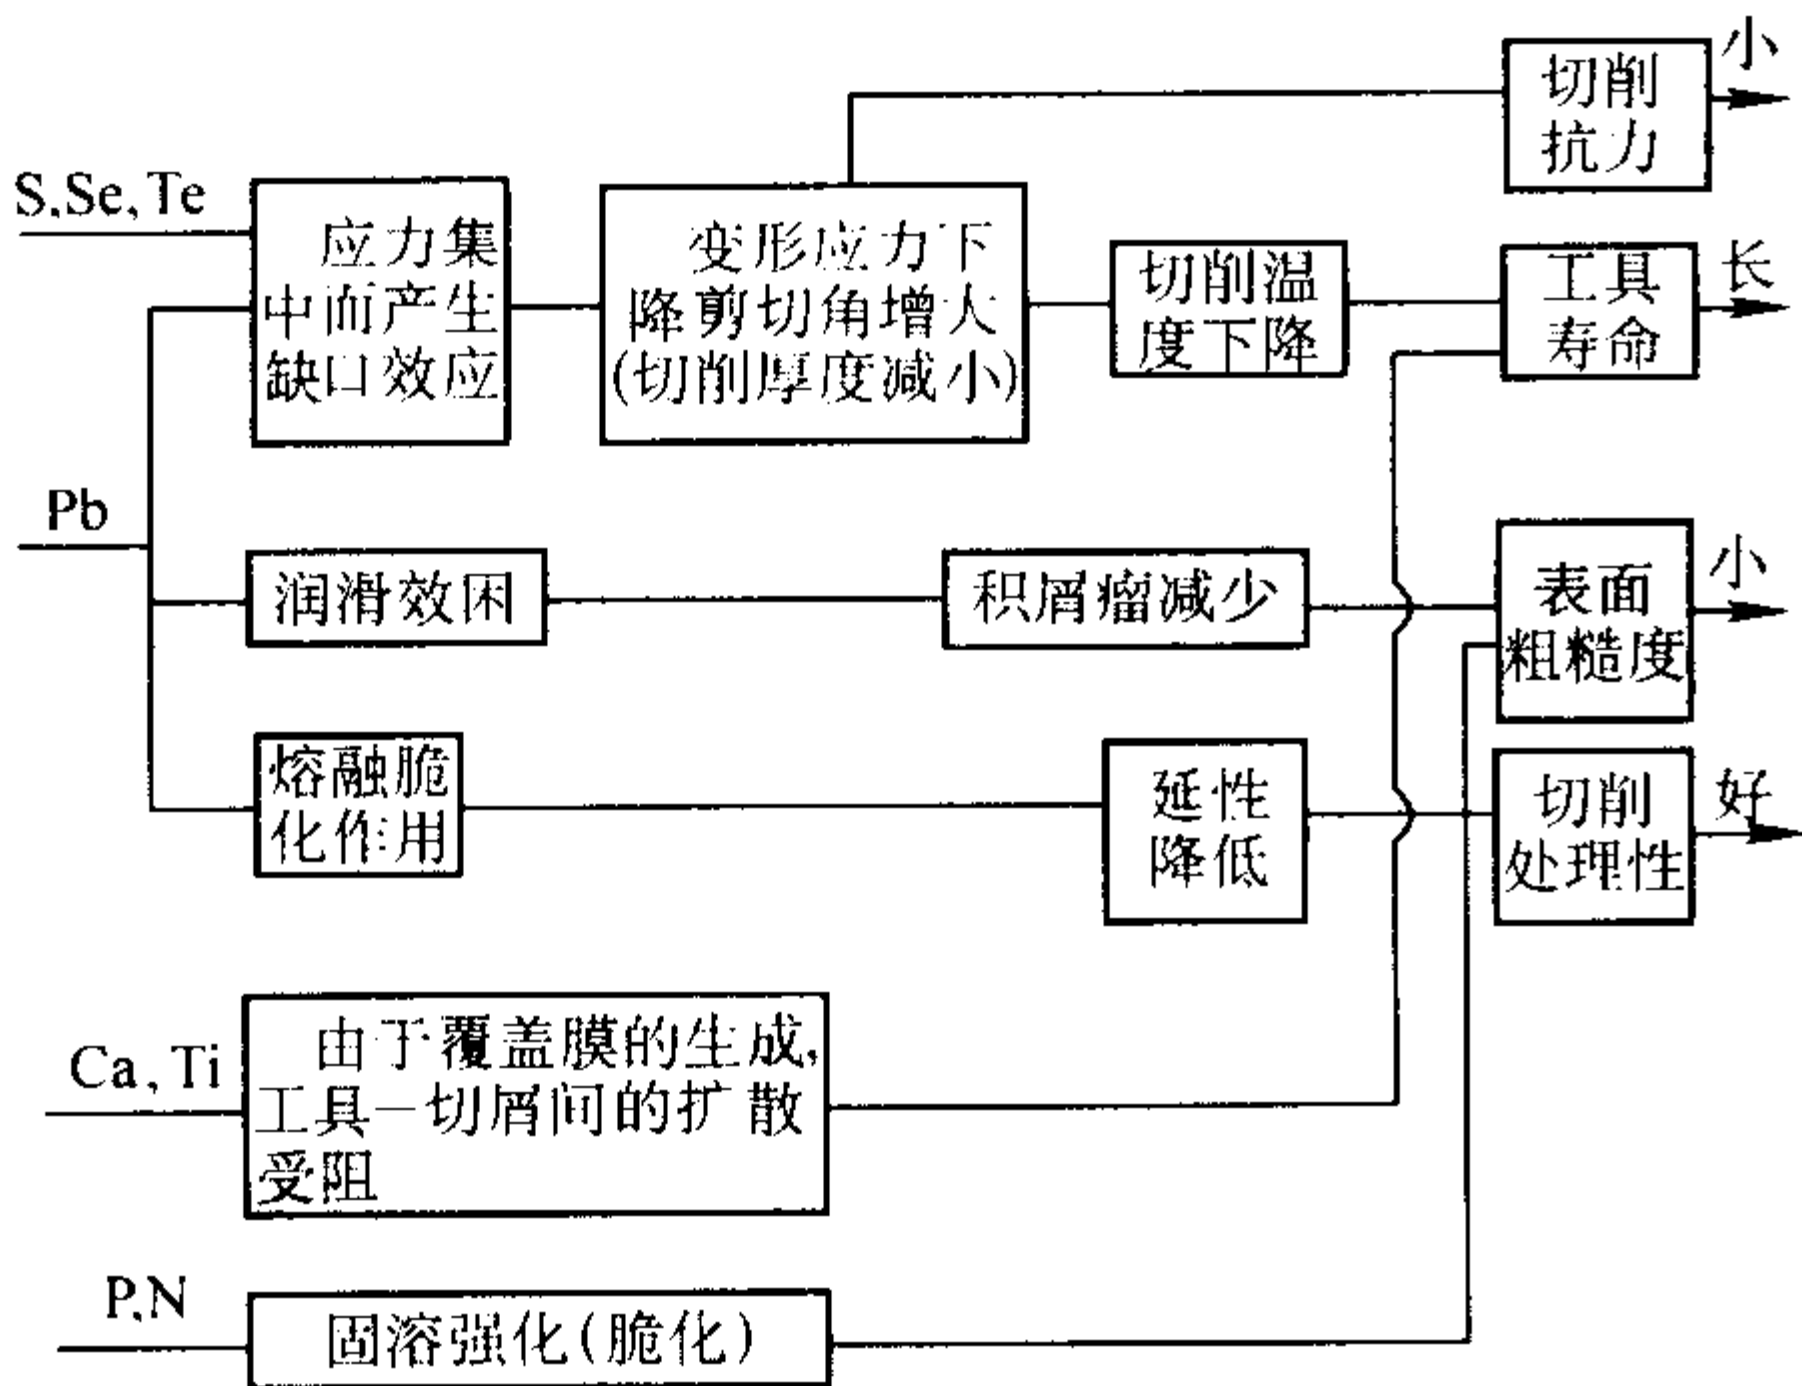 S,Se,Te
应力集
中而产生
缺口效应
变形应力下
降剪切角增大
(切削厚度减小)
切削
抗力
小
切削温
度下降
工具
寿命
长
Pb
润滑效困
积屑瘤减少
表面
粗糙度
小
熔融脆
化作用
延性
降低
切削
处理性
好
Ca,Ti
由于覆盖膜的生成,
工具-切屑间的扩散
受阻
P,N
固溶强化(脆化)